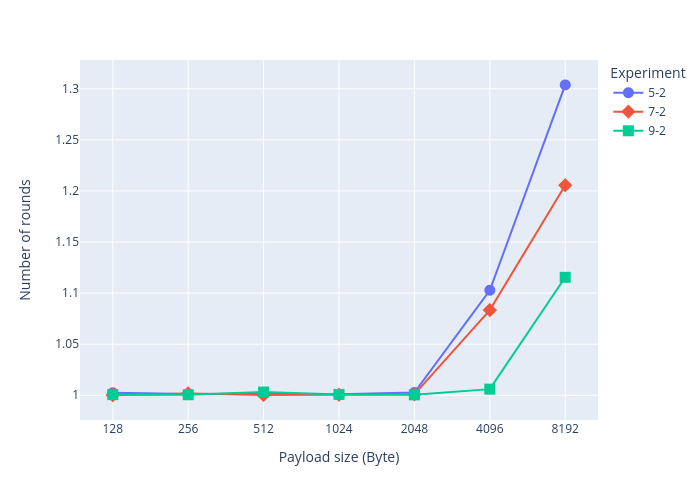 Experiment
5-2
7-2
9-2
Number of rounds
1.3
1.25
1.2
1.15
1.1
1.05
1
128 256 512 1024 2048 4096 8192
Payload size (Byte)